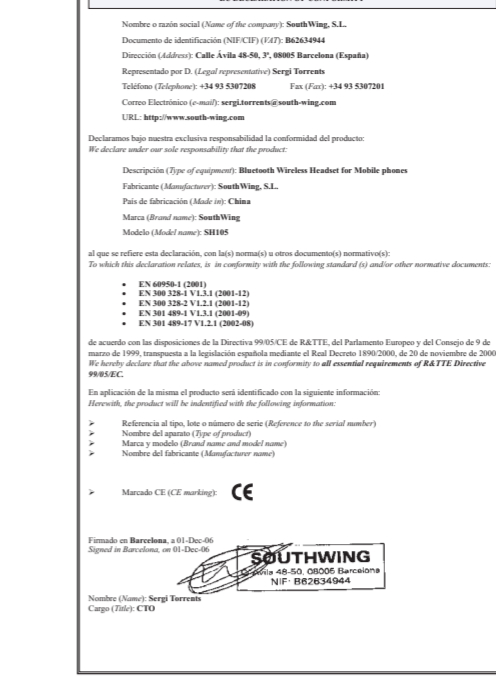 EC DECLARATION OF CONFORMITY
Nombre o razón social (Name of the company): SouthWing, S.L.
Documento de identificación (NIF/CIF) (VAT): B62634944
Dirección (Address): Calle Ávila 48-50, 3ª, 08005 Barcelona (España)
Representado por D. (Legal representative) Sergi Torrents
Teléfono (Telephone): +34 93 5307208 Fax (Fax): +34 93 5307201
Correo Electrónico (e-mail): sergi.torrents@south-wing.com
URL: http://www.south-wing.com
Declaramos bajo nuestra exclusiva responsabilidad la conformidad del producto:
We declare under our sole responsability that the product:
Descripción (Type of equipment): Bluetooth Wireless Headset for Mobile phones
Fabricante (Manufacturer): SouthWing, S.L.
País de fabricación (Made in): China
Marca (Brand name): SouthWing
Modelo (Model name): SH105
al que se refiere esta declaración, con la(s) norma(s) u otros documento(s) normativo(s):
To which this declaration relates, is in conformity with the following standard (s) and/or other normative documents:
• EN 60950-1 (2001)
• EN 300 328-1 V1.3.1 (2001-12)
• EN 300 328-2 V1.2.1 (2001-12)
• EN 301 489-1 V1.3.1 (2001-09)
• EN 301 489-17 V1.2.1 (2002-08)
de acuerdo con las disposiciones de la Directiva 99/05/CE de R&TTE, del Parlamento Europeo y del Consejo de 9 de
marzo de 1999, transpuesta a la legislación española mediante el Real Decreto 1890/2000, de 20 de noviembre de 2000
We hereby declare that the above named product is in conformity to all essential requirements of R&TTE Directive
99/05/EC.
En aplicación de la misma el producto será identificado con la siguiente información:
Herewith, the product will be indentified with the following information:
➢ Referencia al tipo, lote o número de serie (Reference to the serial number)
➢ Nombre del aparato (Type of product)
➢ Marca y modelo (Brand name and model name)
➢ Nombre del fabricante (Manufacturer name)
➢ Marcado CE (CE marking): CE
Firmado en Barcelona, a 01-Dec-06
Signed in Barcelona, on 01-Dec-06
SOUTHWING
48-50, 08005 Barcelona
NIF: B62634944
Nombre (Name): Sergi Torrents
Cargo (Title): CTO